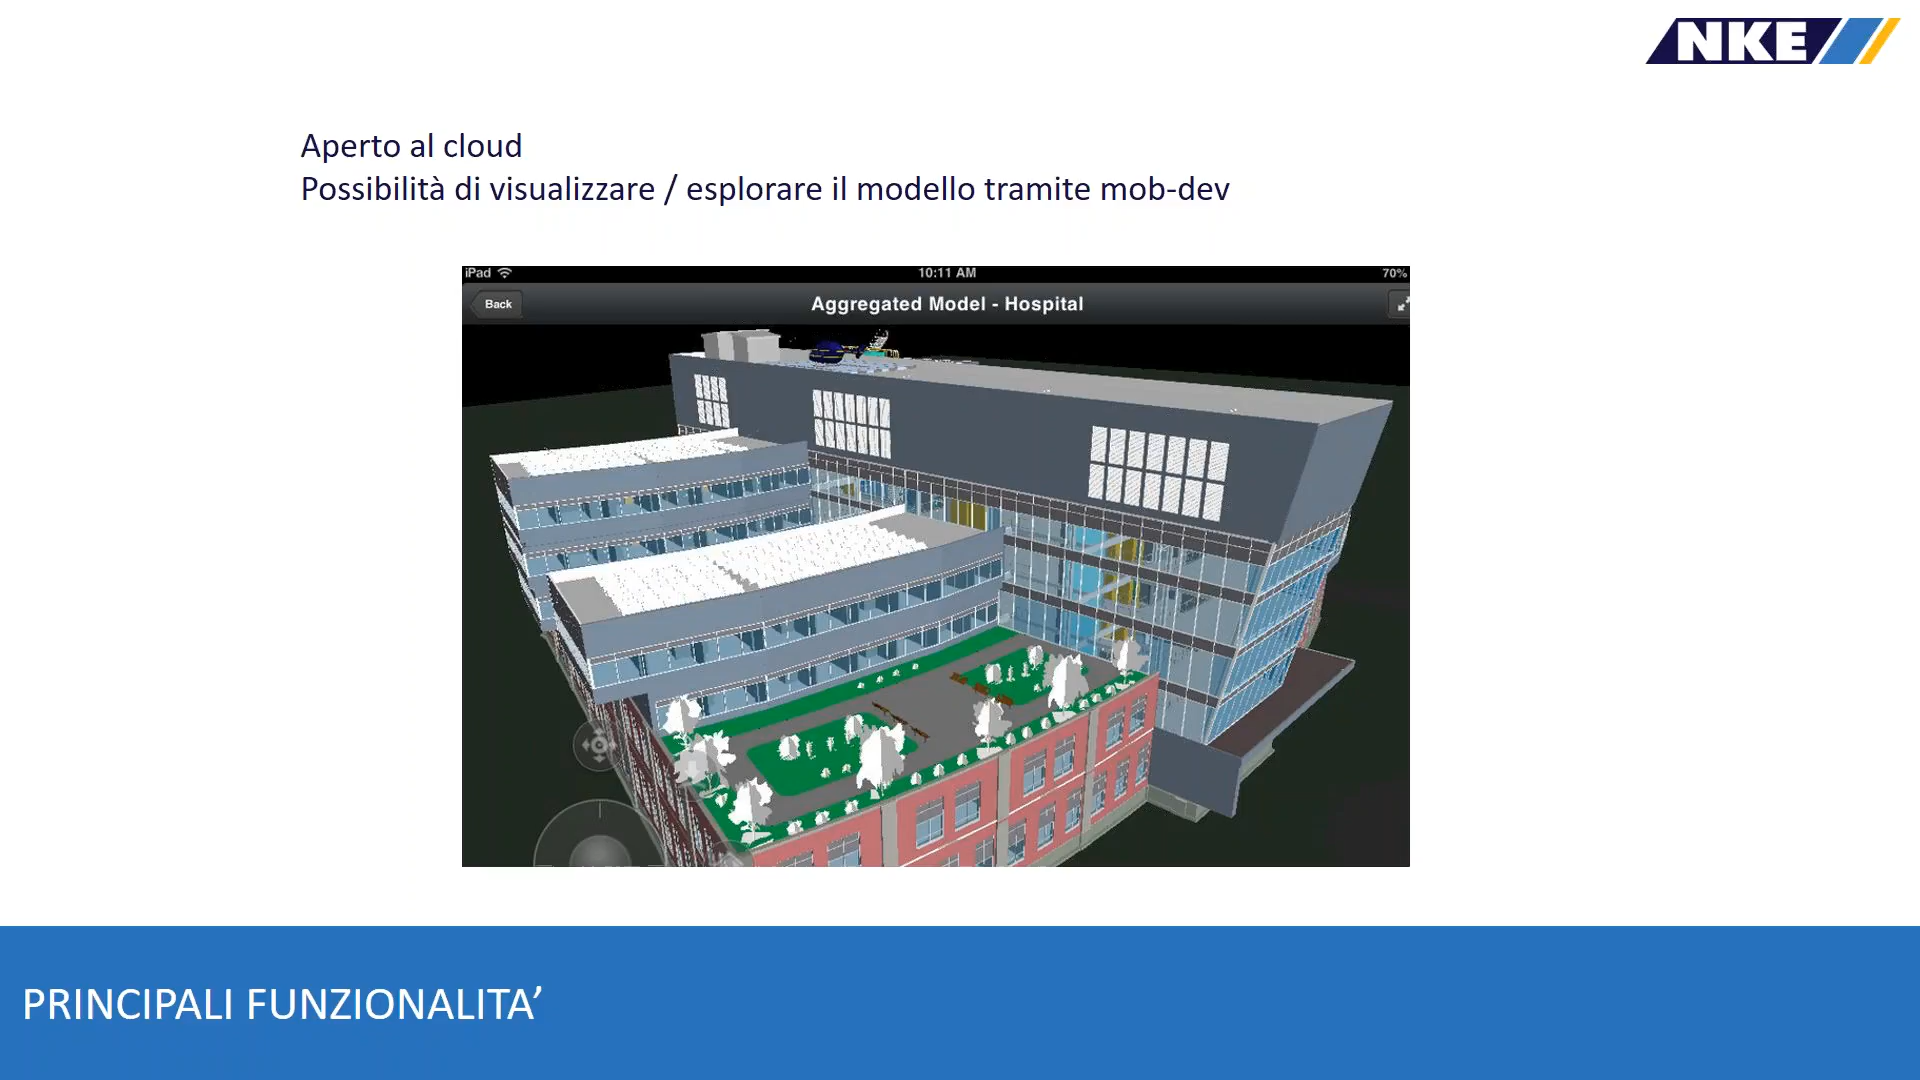 NKE
Aperto al cloud
Possibilità di visualizzare / esplorare il modello tramite mob-dev
iPad 10:11 AM 70%
Back Aggregated Model - Hospital
PRINCIPALI FUNZIONALITA’